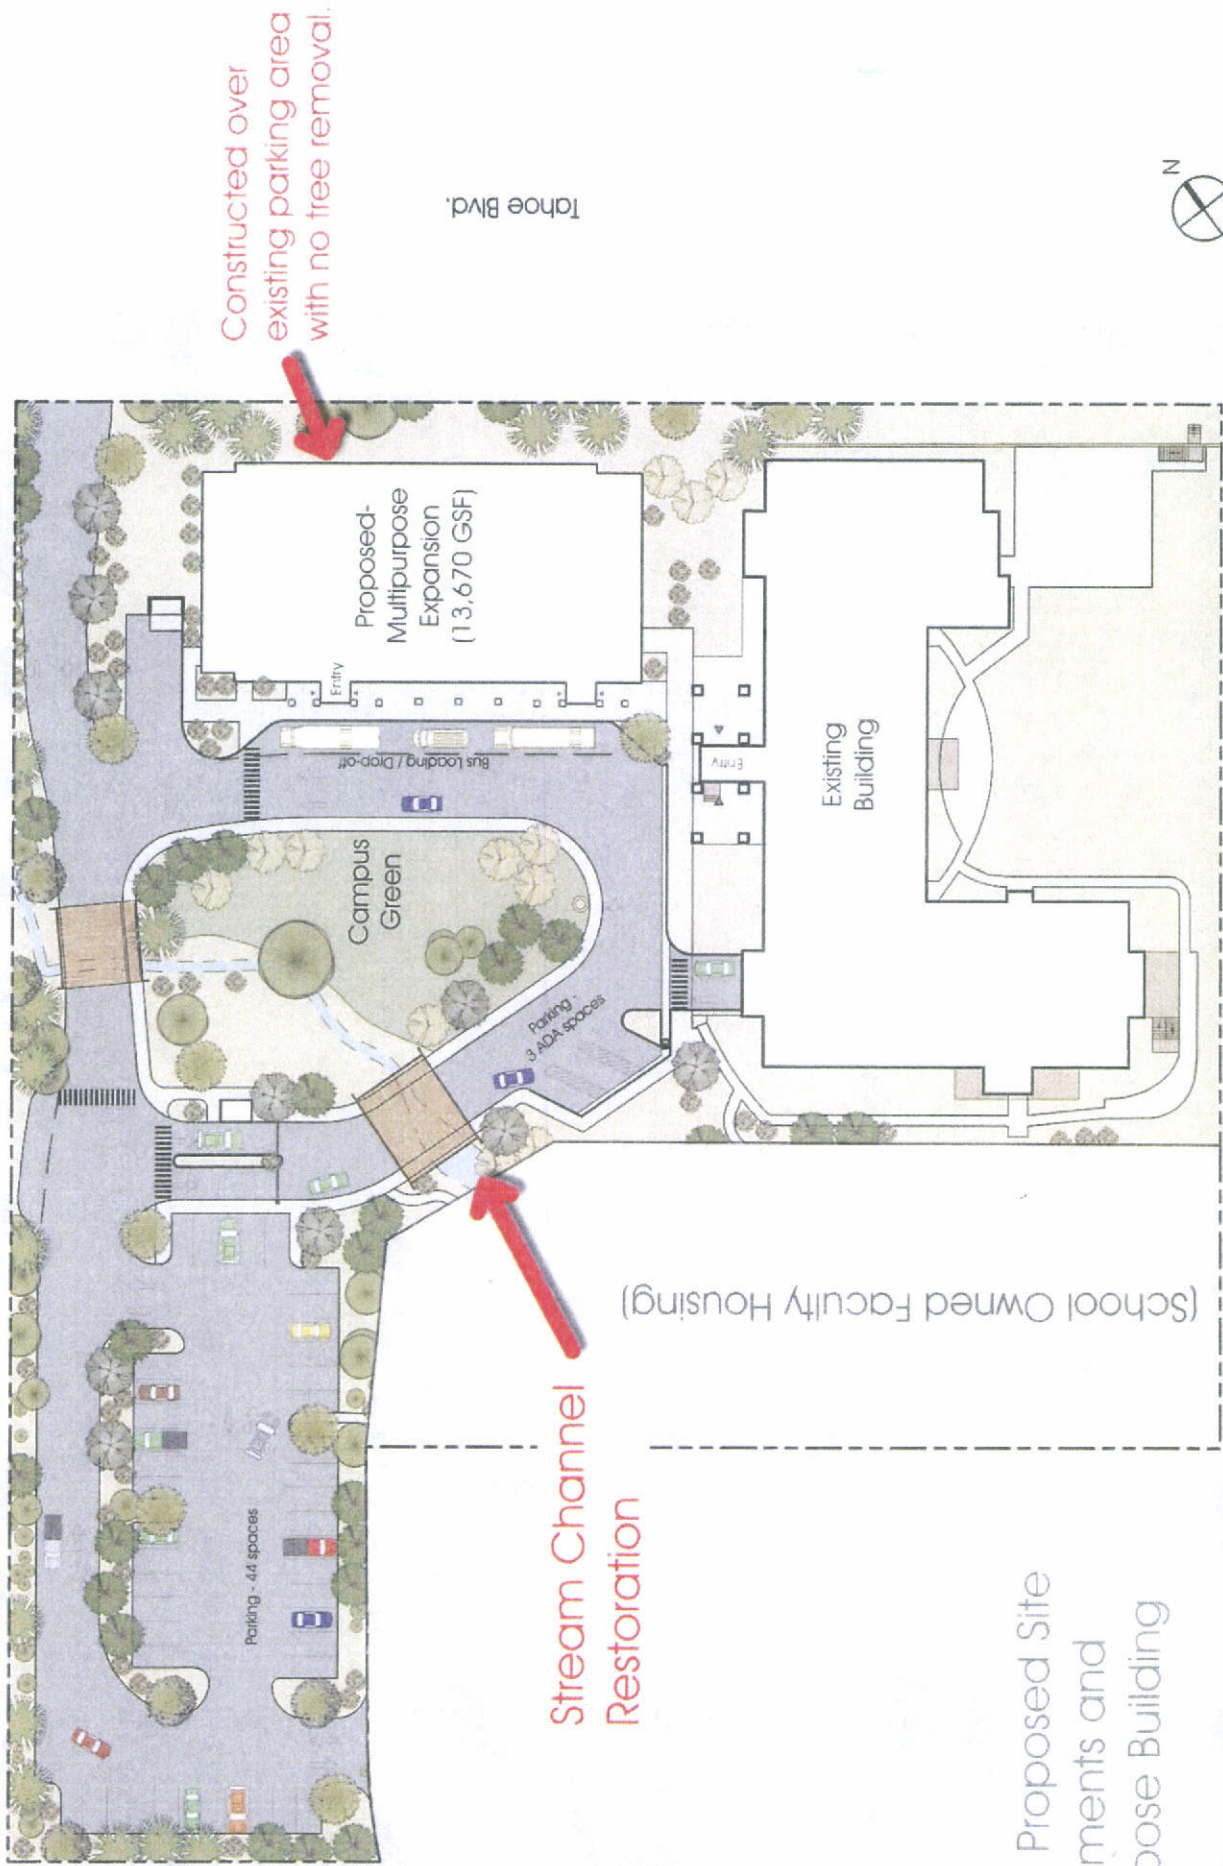 Constructed over
existing parking area
with no tree removal.
Tahoe Blvd.
N
Proposed-
Multipurpose
Expansion
(13,670 GSF)
Entry
Bus Loading / Drop-off
Campus
Green
Entry
Existing
Building
Parking -
3 ADA spaces
(School Owned Faculty Housing)
Stream Channel
Restoration
Parking - 44 spaces
Proposed Site
ments and
pose Building